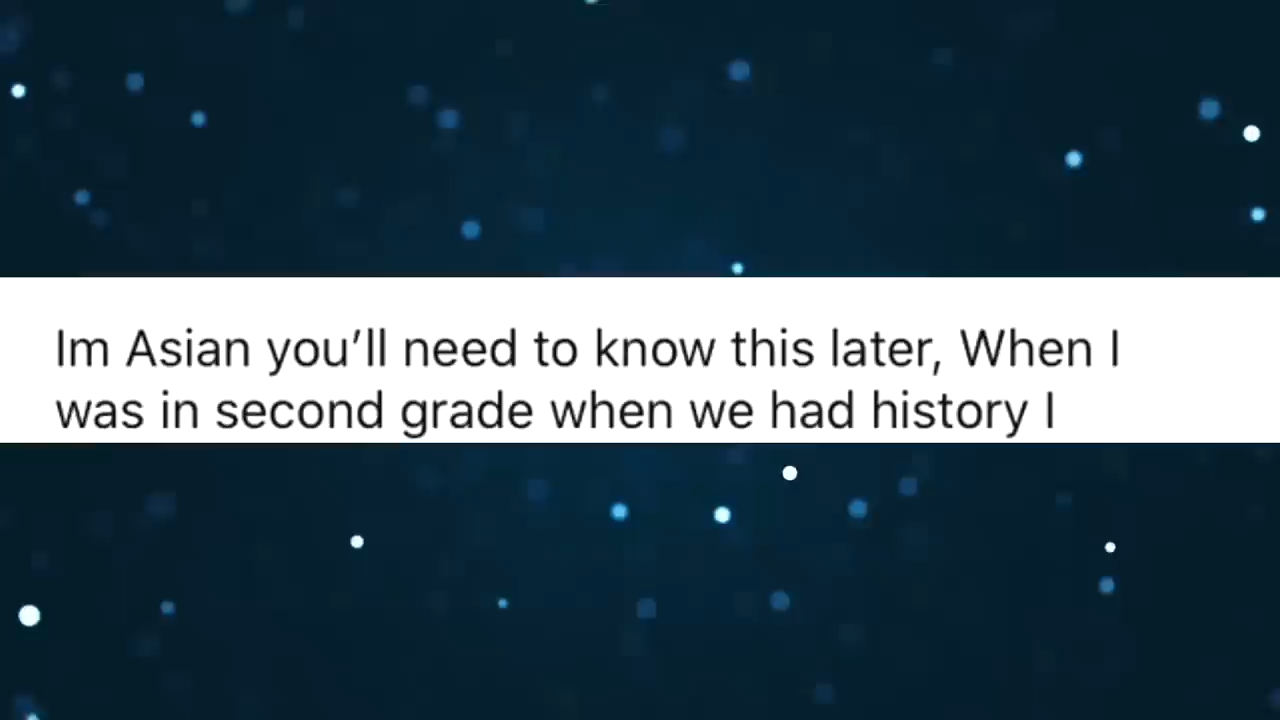 Im Asian you’ll need to know this later, When I
was in second grade when we had history I